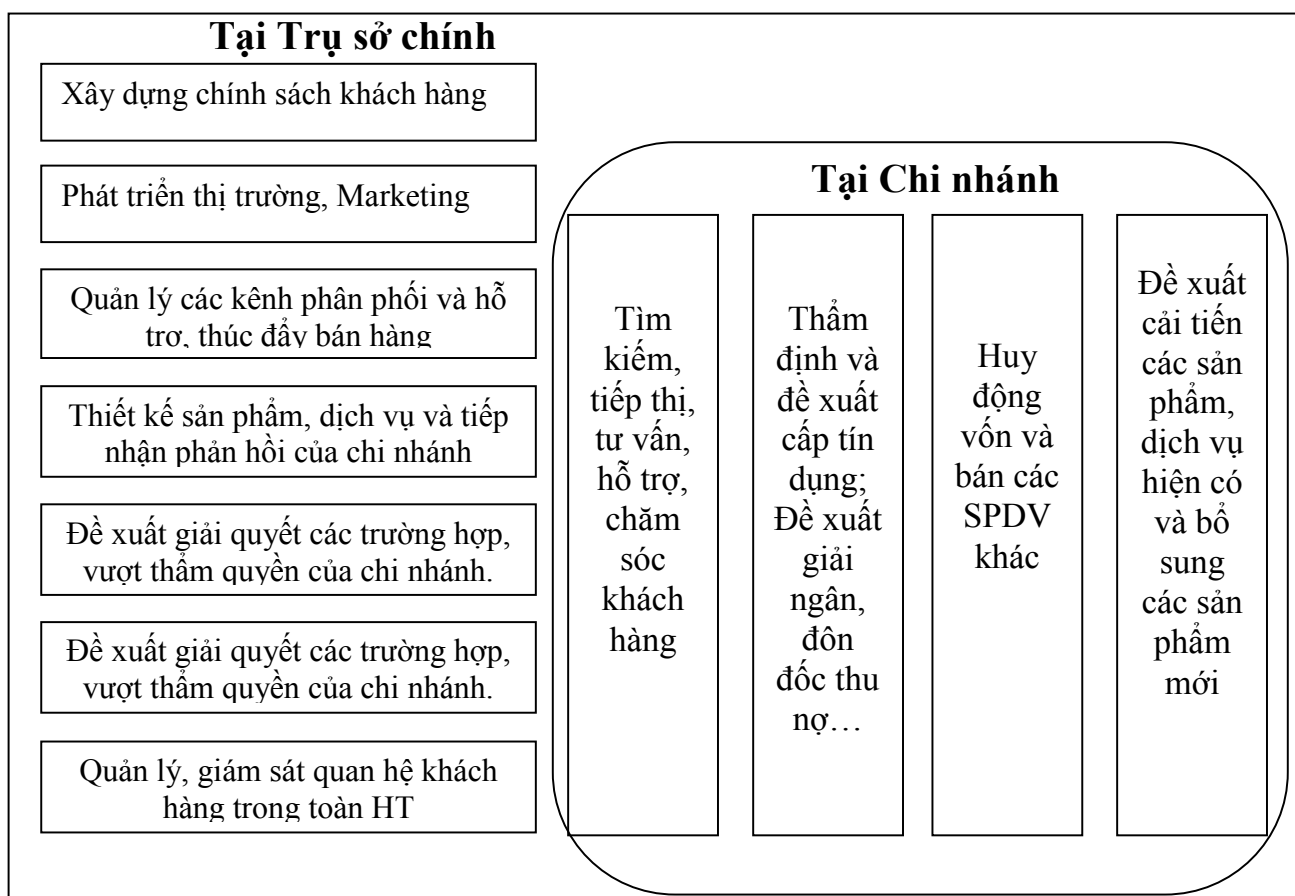 Tại Trụ sở chính
Xây dựng chính sách khách hàng
Phát triển thị trường, Marketing
Quản lý các kênh phân phối và hỗ
trợ, thúc đẩy bán hàng
Thiết kế sản phẩm, dịch vụ và tiếp
nhận phản hồi của chi nhánh
Đề xuất giải quyết các trường hợp,
vượt thẩm quyền của chi nhánh.
Đề xuất giải quyết các trường hợp,
vượt thẩm quyền của chi nhánh.
Quản lý, giám sát quan hệ khách
hàng trong toàn HT
Tại Chi nhánh
Tìm
kiếm,
tiếp thị,
tư vấn,
hỗ trợ,
chăm
sóc
khách
hàng
Thẩm
định và
đề xuất
cấp tín
dụng;
Đề xuất
giải
ngân,
đôn
đốc thu
nợ…
Huy
động
vốn và
bán các
SPDV
khác
Đề xuất
cải tiến
các sản
phẩm,
dịch vụ
hiện có
và bổ
sung
các sản
phẩm
mới